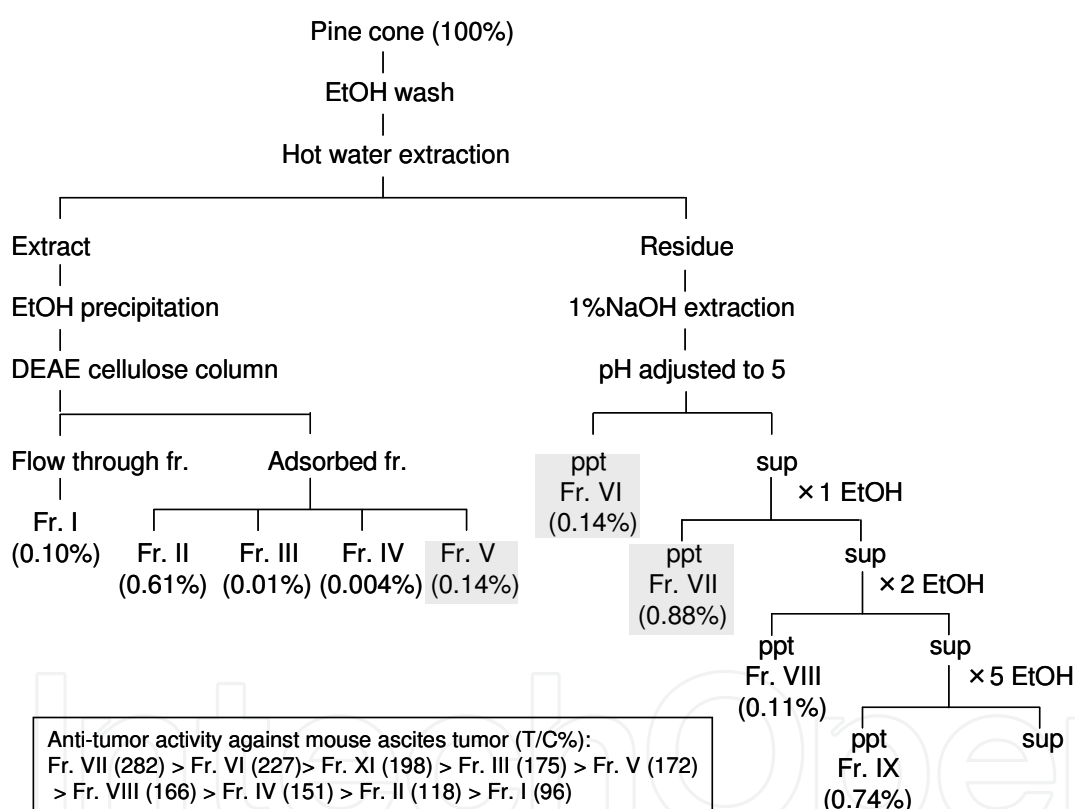 Pine cone (100%)
EtOH wash
Hot water extraction
Extract
EtOH precipitation
DEAE cellulose column
Flow through fr.
Fr. I
(0.10%)
Adsorbed fr.
Fr. II
(0.61%)
Fr. III
(0.01%)
Fr. IV
(0.004%)
Fr. V
(0.14%)
Residue
1%NaOH extraction
pH adjusted to 5
ppt
Fr. VI
(0.14%)
sup
×1 EtOH
ppt
Fr. VII
(0.88%)
sup
×2 EtOH
ppt
Fr. VIII
(0.11%)
sup
×5 EtOH
ppt
Fr. IX
(0.74%)
sup
Anti-tumor activity against mouse ascites tumor (T/C%):
Fr. VII (282) > Fr. VI (227)> Fr. XI (198) > Fr. III (175) > Fr. V (172)
> Fr. VIII (166) > Fr. IV (151) > Fr. II (118) > Fr. I (96)